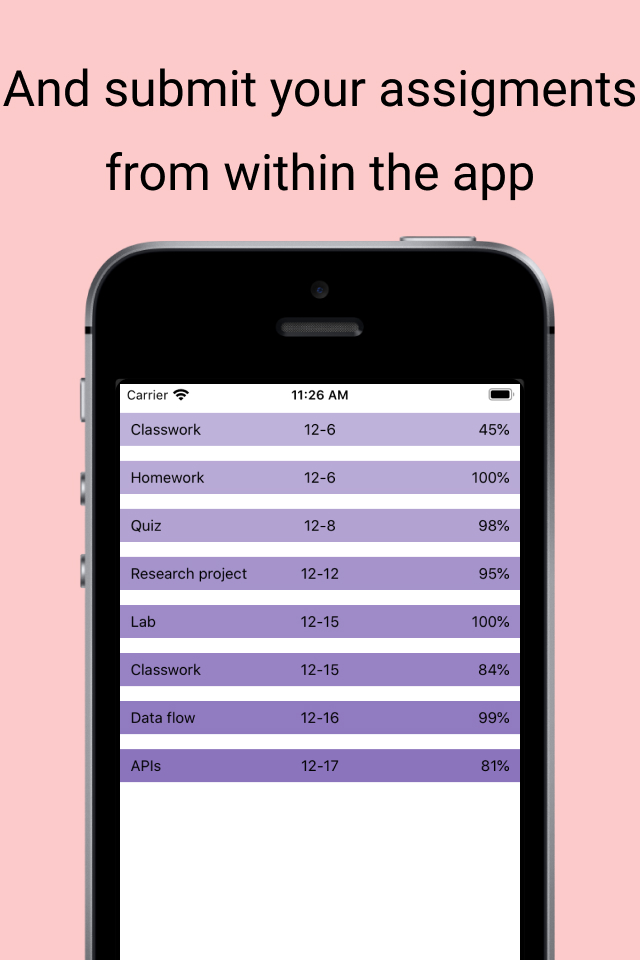 And submit your assigments
from within the app
Carrier 11:26 AM
Classwork 12-6 45%
Homework 12-6 100%
Quiz 12-8 98%
Research project 12-12 95%
Lab 12-15 100%
Classwork 12-15 84%
Data flow 12-16 99%
APIs 12-17 81%